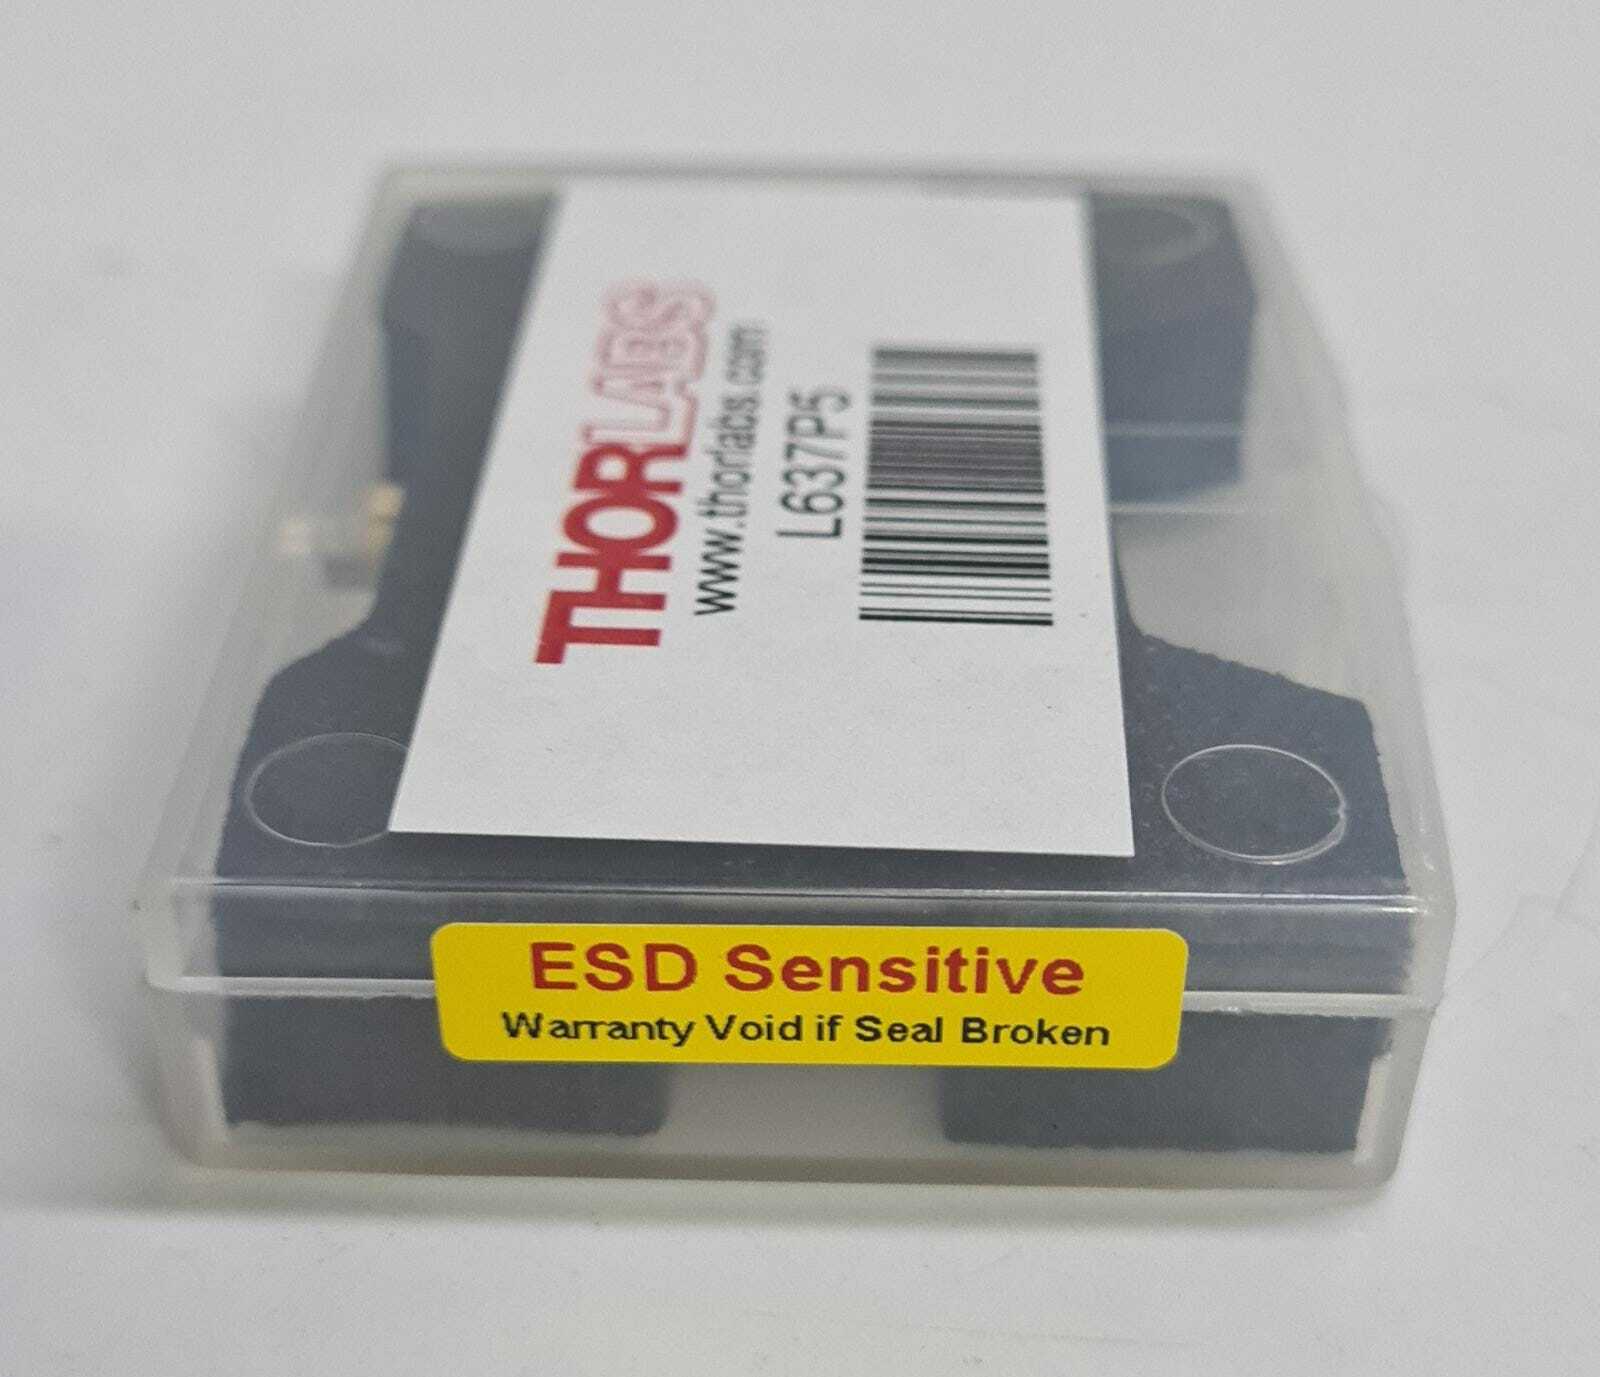 THORLABS
www.thorlabs.com
L637P5
ESD Sensitive
Warranty Void if Seal Broken